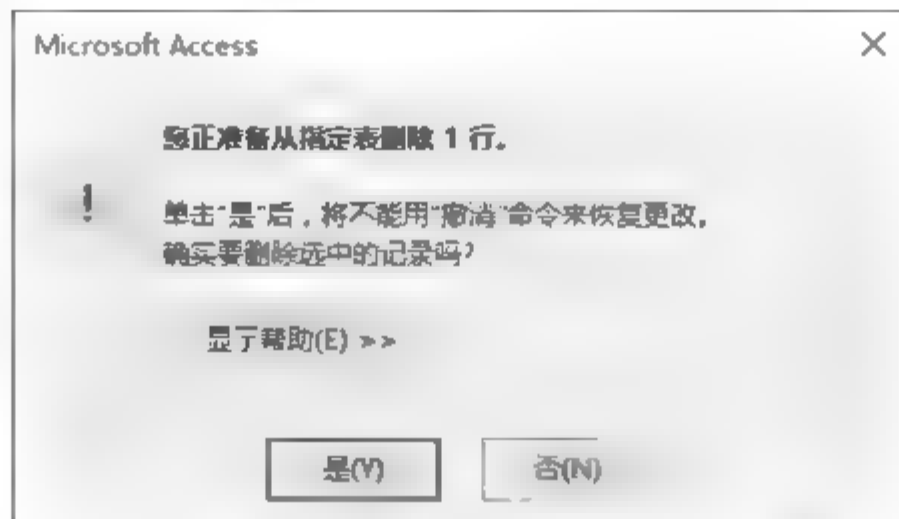 Microsoft Access
您正准备从指定表删除 1 行。
单击"是"后，将不能用"撤消"命令来恢复更改。
确实要删除选中的记录吗?
显示帮助(E) >>
是(Y)
否(N)